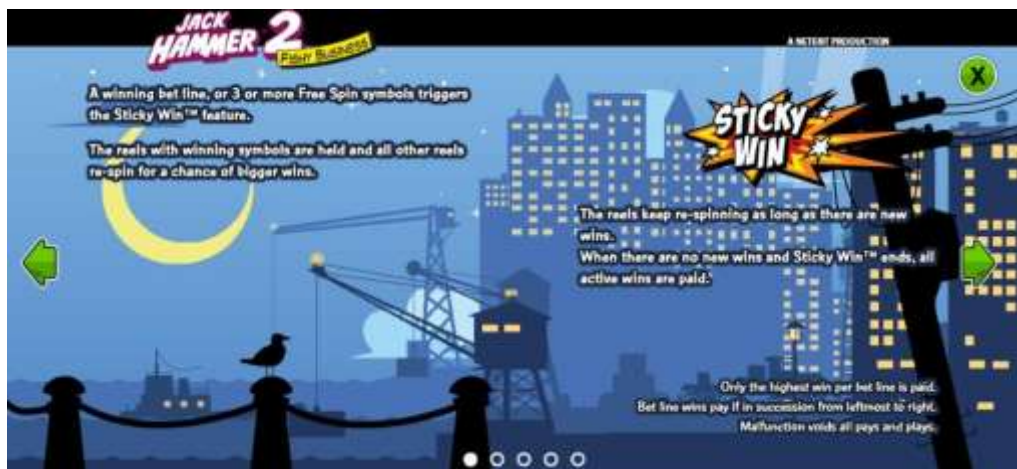 JACK
HAMMER 2
FISHY BUSINESS
A NETENT PRODUCTION
X
A winning bet line, or 3 or more Free Spin symbols triggers
the Sticky Win™ feature.
The reels with winning symbols are held and all other reels
re-spin for a chance of bigger wins.
STICKY
WIN
The reels keep re-spinning as long as there are new
wins.
When there are no new wins and Sticky Win™ ends, all
active wins are paid.
Only the highest win per bet line is paid.
Bet line wins pay if in succession from leftmost to right.
Malfunction voids all pays and plays.